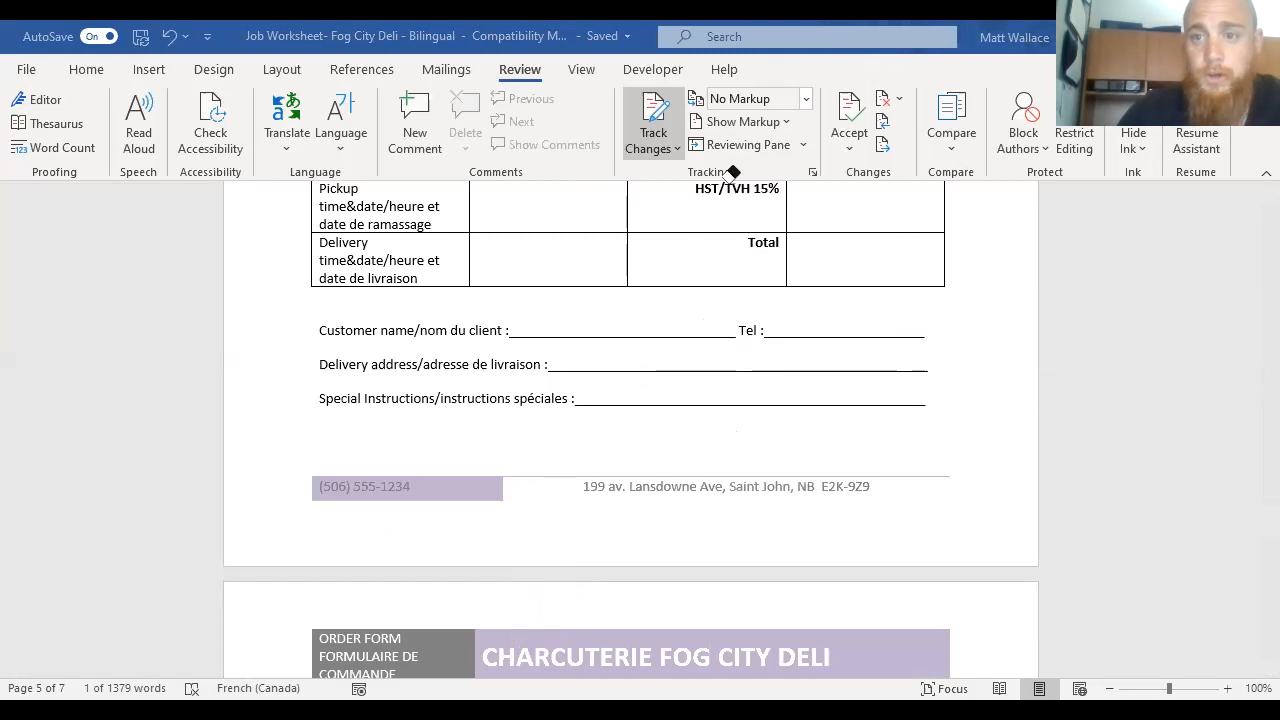 AutoSave On Job Worksheet- Fog City Deli - Bilingual - Compatibility M... - Saved Search Matt Wallace
File Home Insert Design Layout References Mailings Review View Developer Help
Editor
Thesaurus
Word Count
Proofing
Read Aloud
Speech
Check Accessibility
Accessibility
Translate
Language
Language
New Comment
Delete
Previous
Next
Show Comments
Comments
Track Changes
No Markup
Show Markup
Reviewing Pane
Accept
Changes
Compare
Compare
Block Authors
Restrict Editing
Protect
Hide Ink
Ink
Resume Assistant
Resume
Pickup
time&date/heure et
date de ramassage
HST/TVH 15%
Delivery
time&date/heure et
date de livraison
Total
Customer name/nom du client : Tel :
Delivery address/adresse de livraison :
Special Instructions/instructions spéciales :
(506) 555-1234 199 av. Lansdowne Ave, Saint John, NB E2K-9Z9
ORDER FORM
FORMULAIRE DE
COMMANDE
CHARCUTERIE FOG CITY DELI
Page 5 of 7 1 of 1379 words French (Canada) Focus 100%